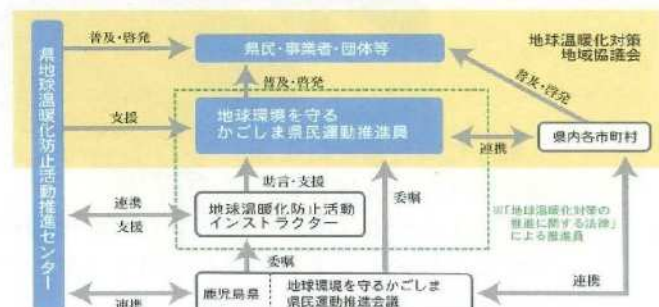 普及・啓発
県民・事業者・団体等
地球温暖化対策
地域協議会
県地球温暖化防止活動推進センター
普及・啓発
普及・啓発
支援
地球環境を守る
かごしま県民運動推進員
連携
県内各市町村
助言・支援
連携
支援
地球温暖化防止活動
インストラクター
委嘱
※「地球温暖化対策の
推進に関する法律」
による推進員
委嘱
連携
鹿児島県
地球環境を守るかごしま
県民運動推進会議
連携